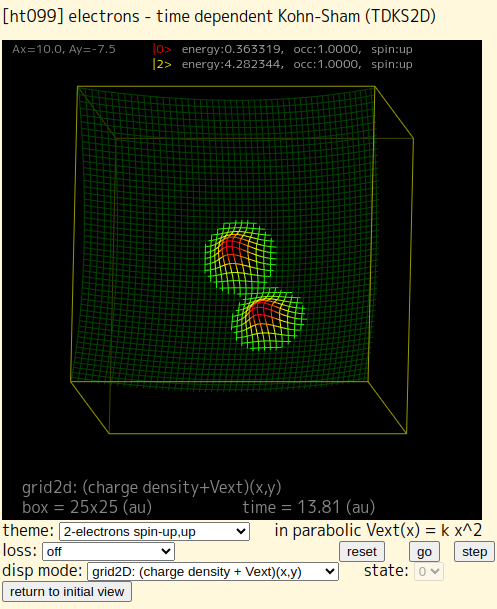 [ht099] electrons - time dependent Kohn-Sham (TDKS2D)
Ax=10.0, Ay=-7.5 |0> energy:0.363319, occ:1.0000, spin:up
|2> energy:4.282344, occ:1.0000, spin:up
grid2d: (charge density+Vext)(x,y)
box = 25x25 (au) time = 13.81 (au)
theme: 2-electrons spin-up,up in parabolic Vext(x) = k x^2
loss: off reset go step
disp mode: grid2D: (charge density + Vext)(x,y) state: 0
return to initial view